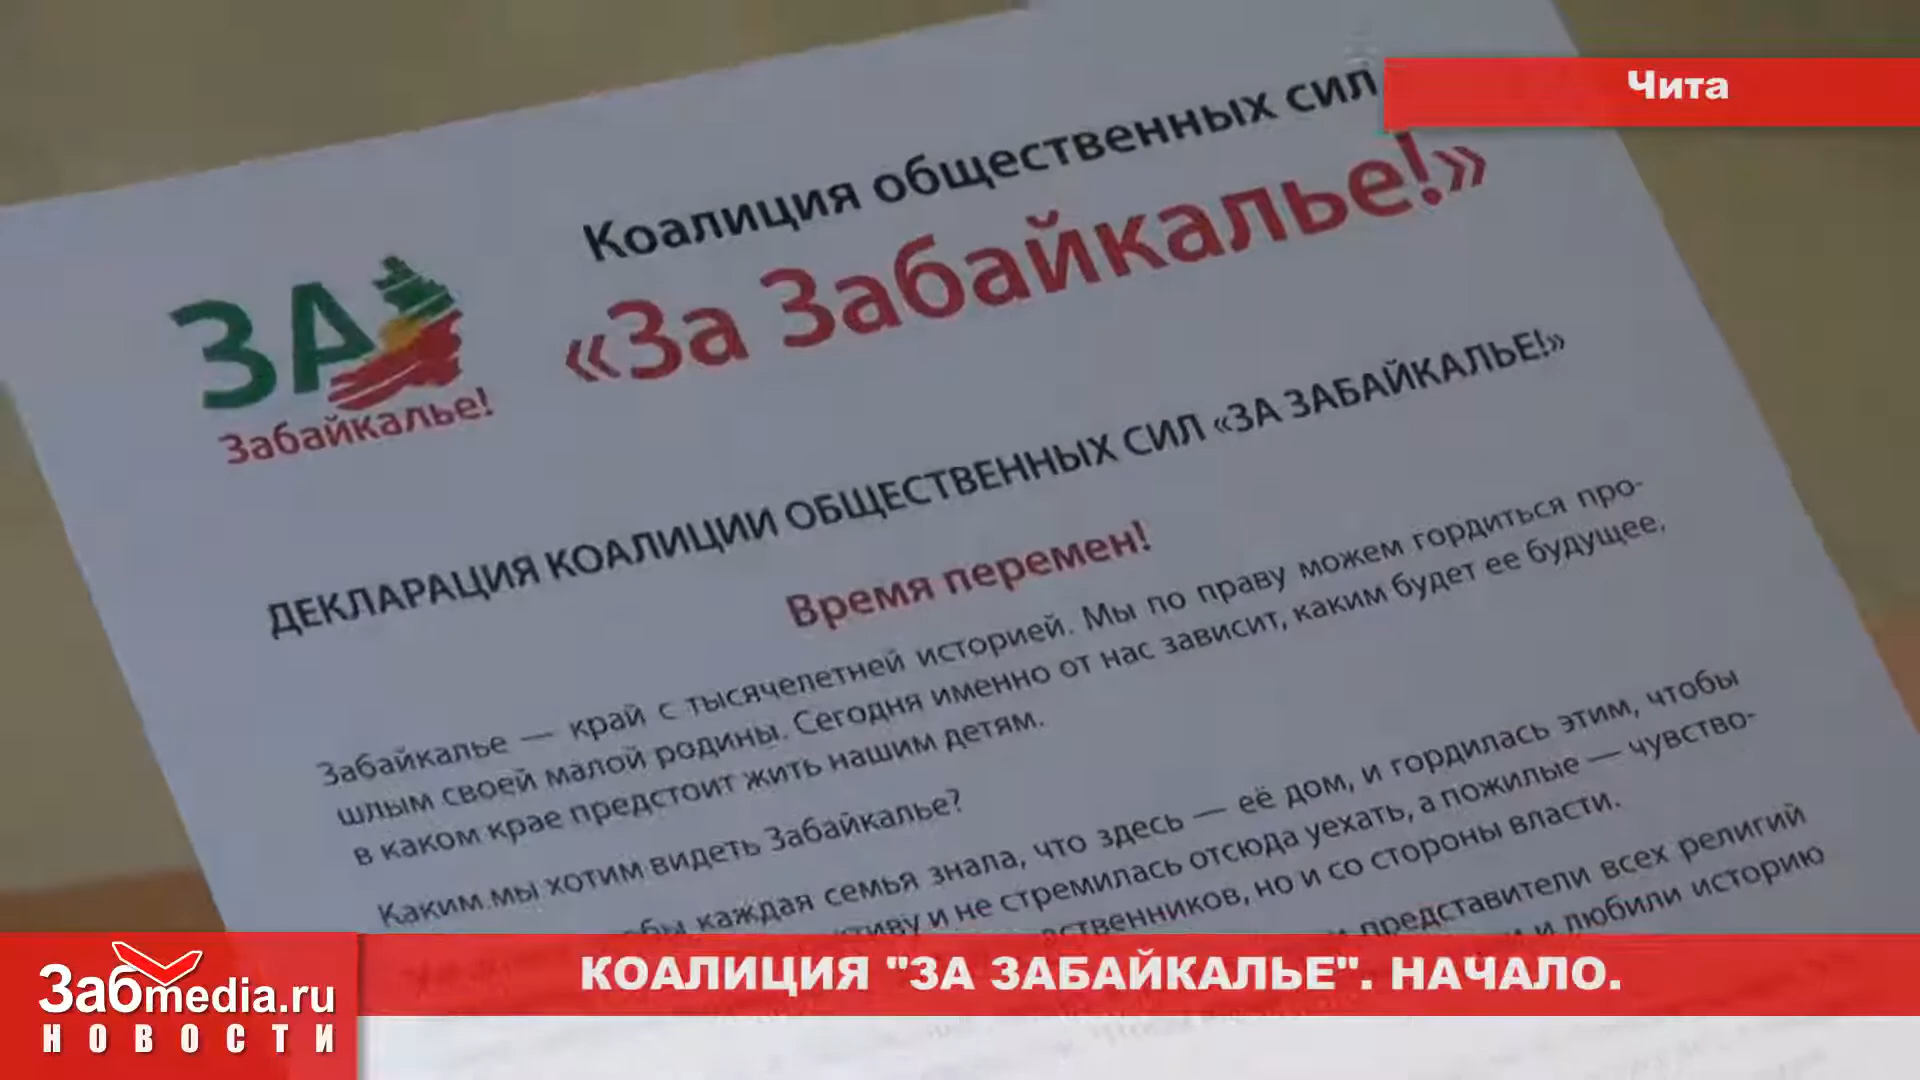 Чита
Коалиция общественных сил
«За Забайкалье!»
ЗА
Забайкалье!
ДЕКЛАРАЦИЯ КОАЛИЦИИ ОБЩЕСТВЕННЫХ СИЛ «ЗА ЗАБАЙКАЛЬЕ!»
Время перемен!
Забайкалье — край с тысячелетней историей. Мы по праву можем гордиться про-
шлым своей малой родины. Сегодня именно от нас зависит, каким будет ее будущее,
в каком крае предстоит жить нашим детям.
Каким мы хотим видеть Забайкалье?
каждая семья знала, что здесь — её дом, и гордилась этим, чтобы
и не стремилась отсюда уехать, а пожилые — чувство-
но и со стороны власти.
представители всех религий
и любили историю
КОАЛИЦИЯ "ЗА ЗАБАЙКАЛЬЕ". НАЧАЛО.
Забmedia.ru
НОВОСТИ